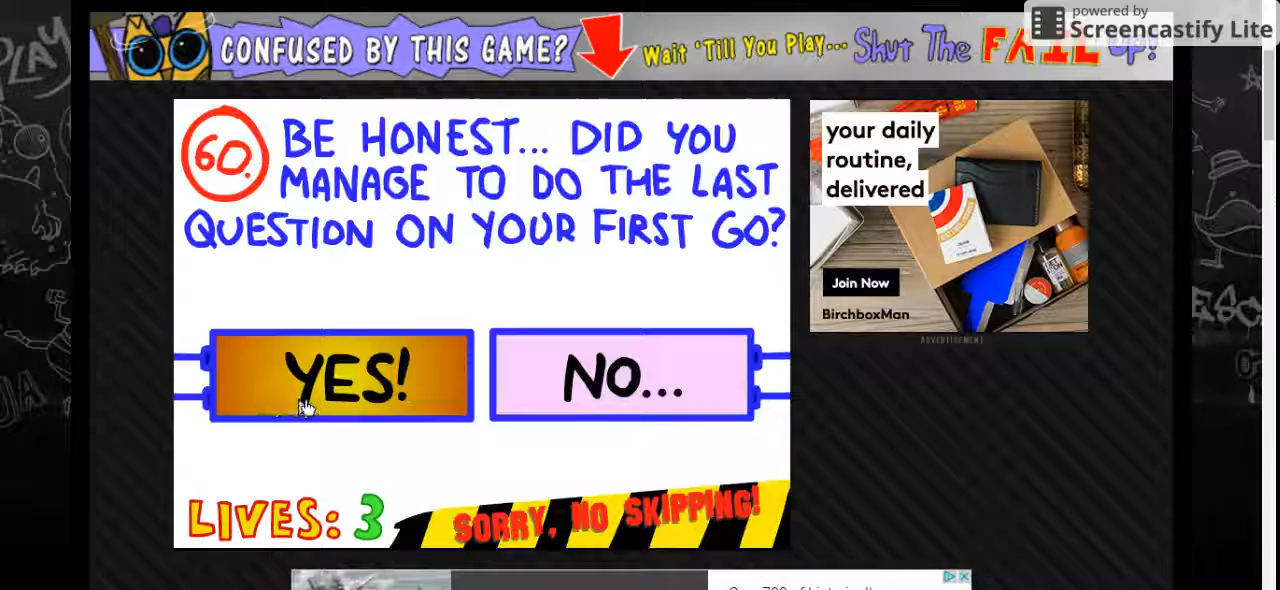 powered by
Screencastify Lite
CONFUSED BY THIS GAME?
Wait 'Till You Play... Shut The FAIL Up!
60.
BE HONEST... DID YOU
MANAGE TO DO THE LAST
QUESTION ON YOUR FIRST GO?
YES!
NO...
LIVES: 3
SORRY, NO SKIPPING!
your daily
routine,
delivered
Join Now
BirchboxMan
ADVERTISEMENT